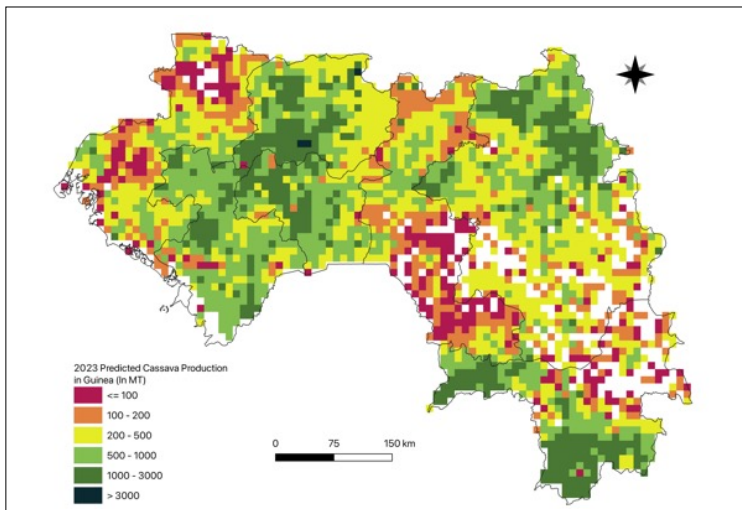 2023 Predicted Cassava Production
in Guinea (In MT)
<= 100
100 - 200
200 - 500
500 - 1000
1000 - 3000
> 3000
0 75 150 km